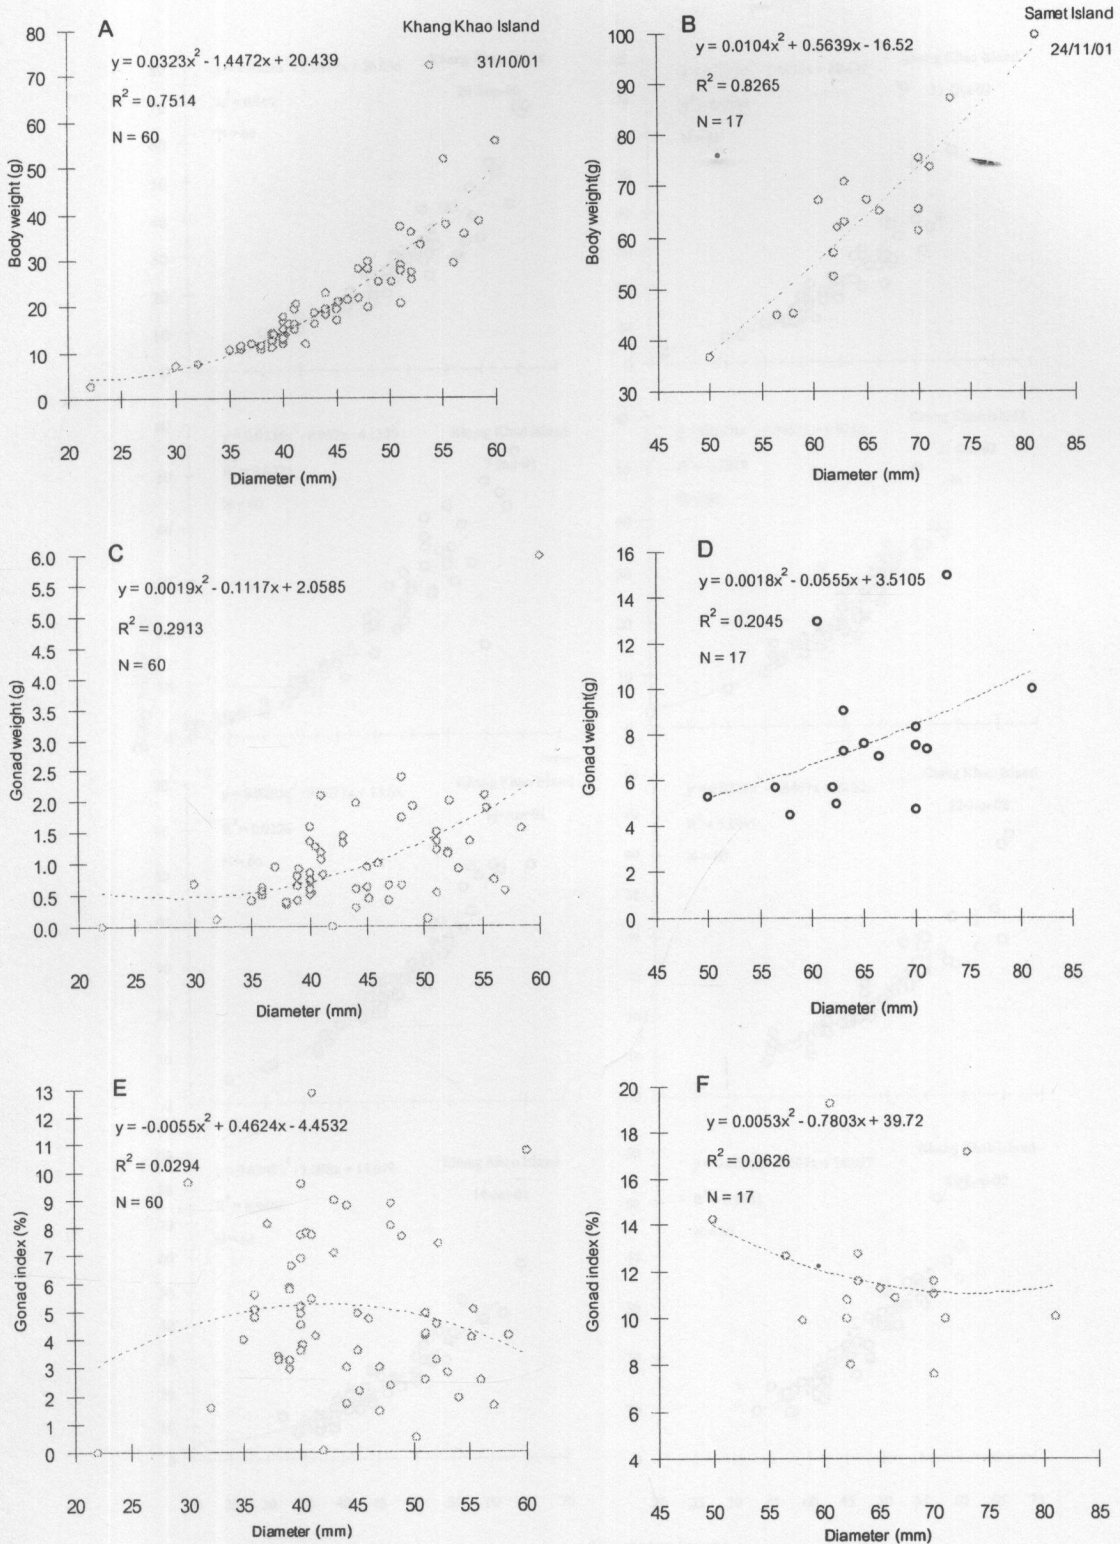 A
Khang Khao Island
y = 0.0323x² - 1.4472x + 20.439
31/10/01
R² = 0.7514
N = 60
80
70
60
50
40
30
20
10
0
Body weight (g)
20 25 30 35 40 45 50 55 60
Diameter (mm)
B
Samet Island
y = 0.0104x² + 0.5639x - 16.52
24/11/01
R² = 0.8265
N = 17
100
90
80
70
60
50
40
30
Body weight(g)
45 50 55 60 65 70 75 80 85
Diameter (mm)
C
y = 0.0019x² - 0.1117x + 2.0585
R² = 0.2913
N = 60
6.0
5.5
5.0
4.5
4.0
3.5
3.0
2.5
2.0
1.5
1.0
0.5
0.0
Gonad weight (g)
20 25 30 35 40 45 50 55 60
Diameter (mm)
D
y = 0.0018x² - 0.0555x + 3.5105
R² = 0.2045
N = 17
16
14
12
10
8
6
4
2
0
Gonad weight(g)
45 50 55 60 65 70 75 80 85
Diameter (mm)
E
y = -0.0055x² + 0.4624x - 4.4532
R² = 0.0294
N = 60
13
12
11
10
9
8
7
6
5
4
3
2
1
0
Gonad index (%)
20 25 30 35 40 45 50 55 60
Diameter (mm)
F
y = 0.0053x² - 0.7803x + 39.72
R² = 0.0626
N = 17
20
18
16
14
12
10
8
6
4
Gonad index (%)
45 50 55 60 65 70 75 80 85
Diameter (mm)